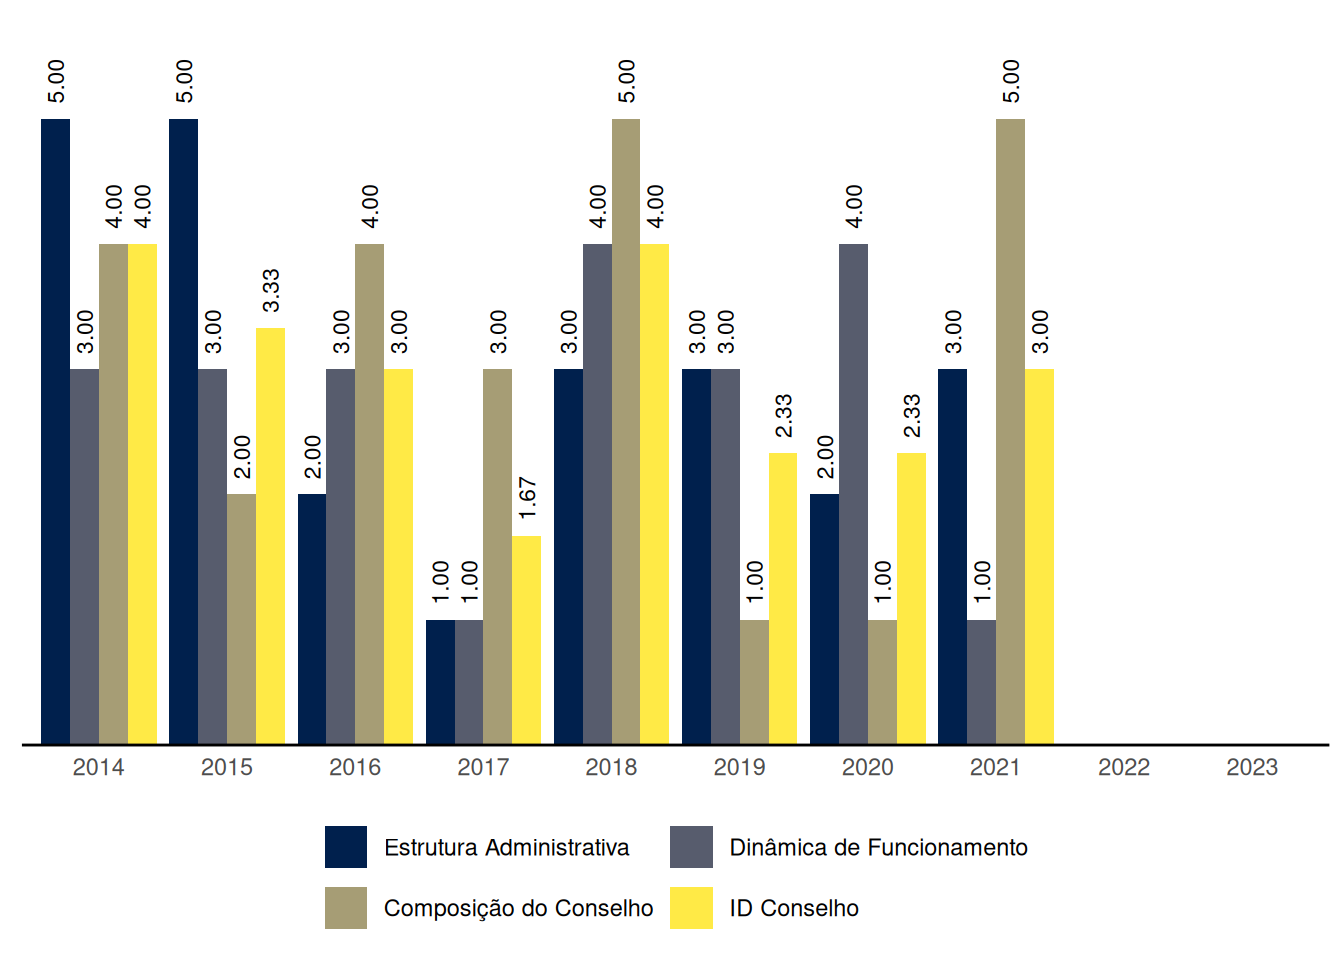 5.00 3.00 4.00 4.00 5.00 3.00 2.00 3.33 2.00 3.00 4.00 3.00 1.00 1.00 3.00 1.67 3.00 4.00 5.00 4.00 3.00 3.00 1.00 2.33 2.00 4.00 1.00 2.33 3.00 1.00 5.00 3.00
2014 2015 2016 2017 2018 2019 2020 2021 2022 2023
Estrutura Administrativa Dinâmica de Funcionamento
Composição do Conselho ID Conselho